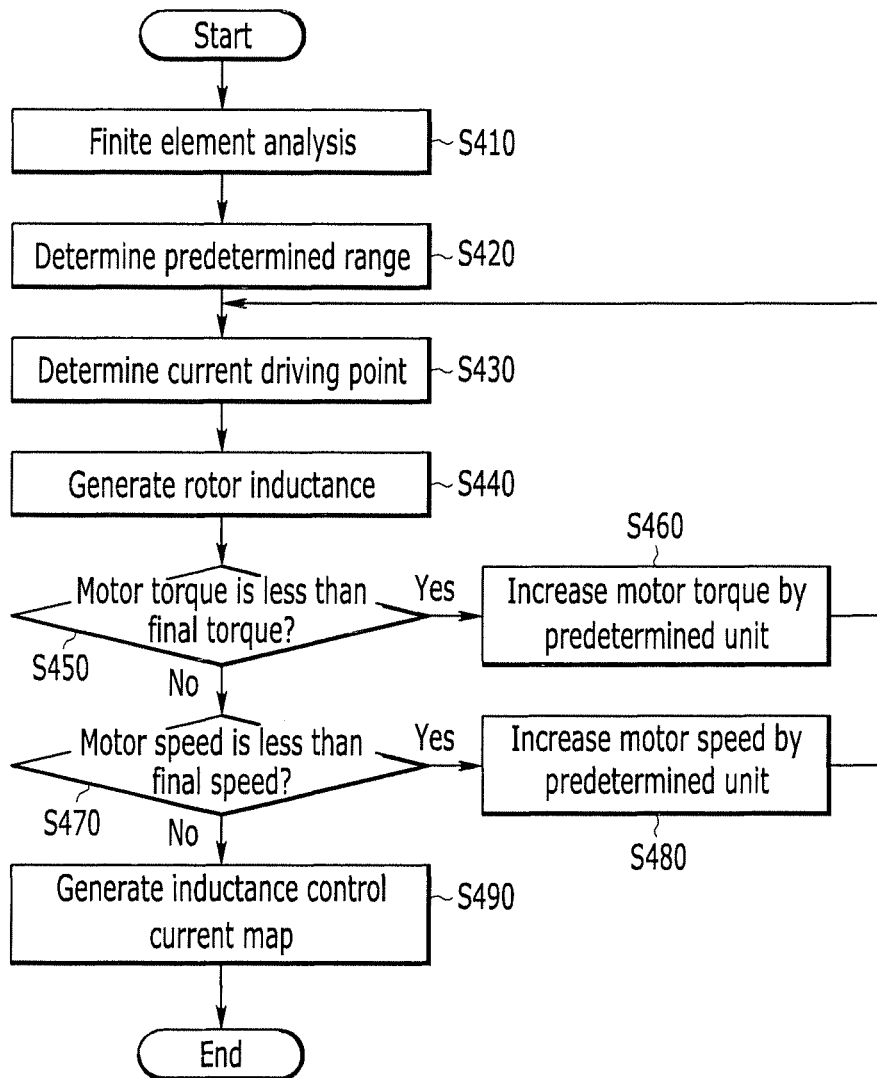 Start
Finite element analysis
S410
Determine predetermined range
S420
Determine current driving point
S430
Generate rotor inductance
S440
S460
Motor torque is less than
final torque?
Yes
Increase motor torque by
predetermined unit
S450
No
Motor speed is less than
final speed?
Yes
Increase motor speed by
predetermined unit
S470
No
S480
Generate inductance control
current map
S490
End